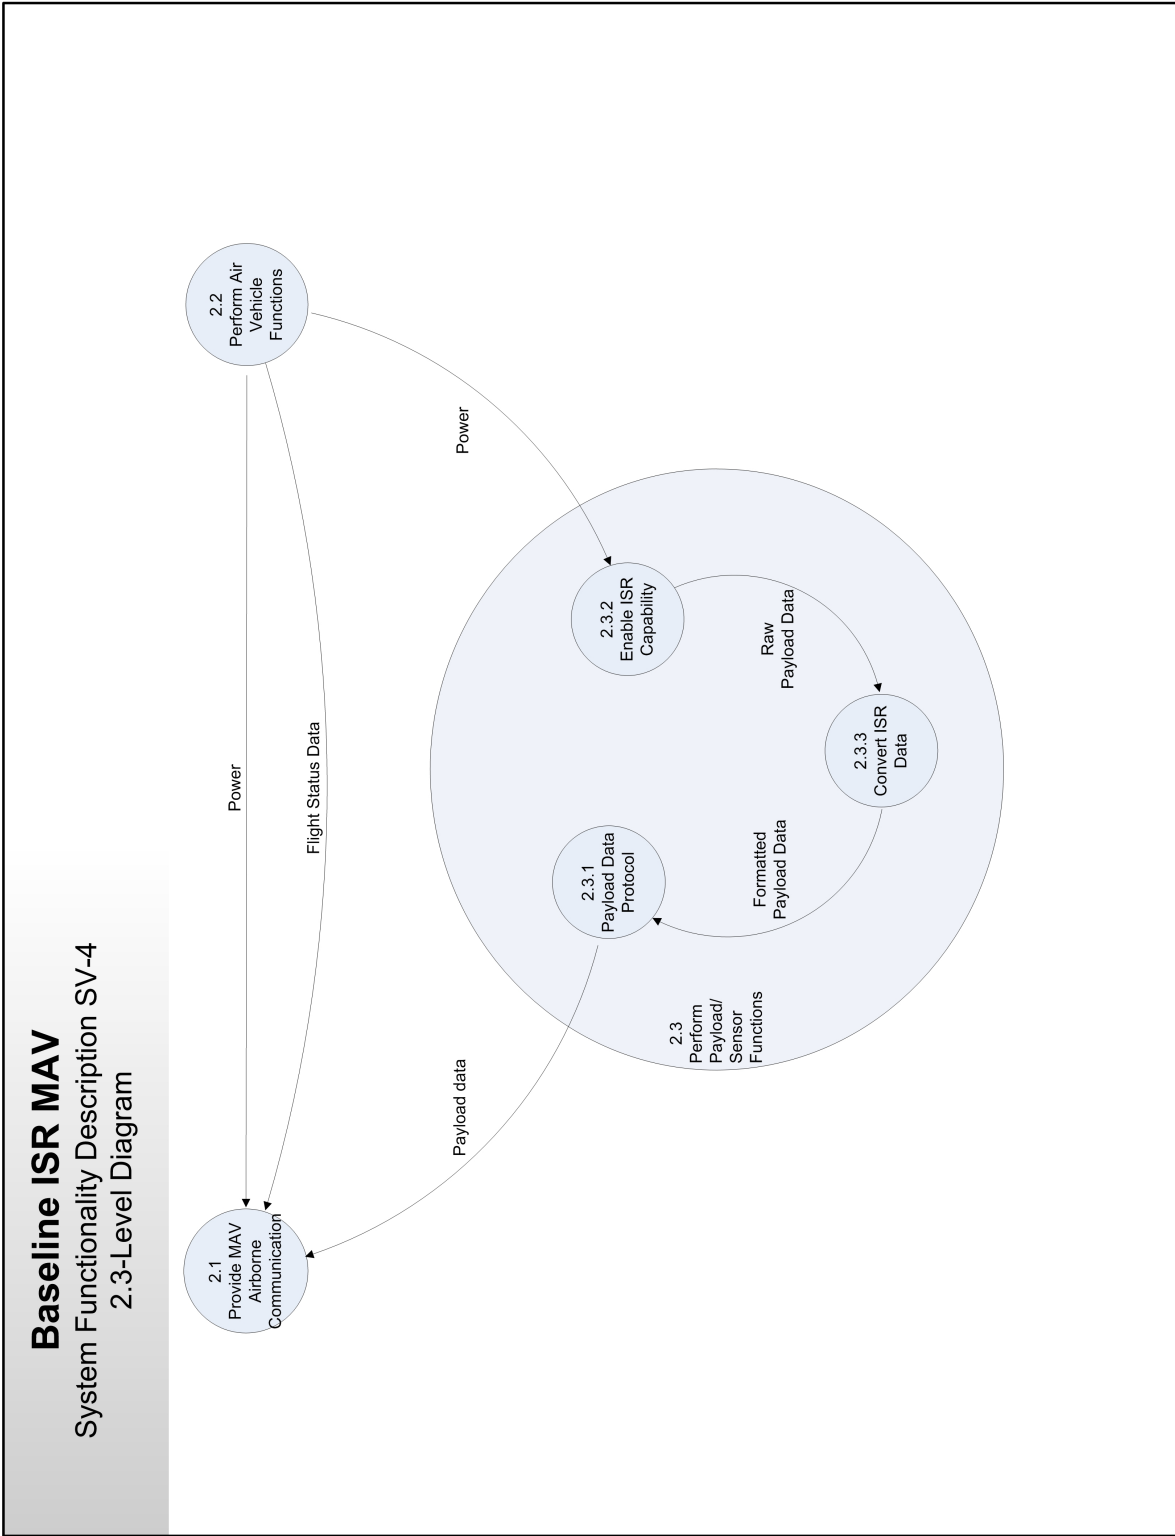 Baseline ISR MAV
System Functionality Description SV-4
2.3-Level Diagram
2.1
Provide MAV
Airborne
Communication
Power
Flight Status Data
2.2
Perform Air
Vehicle
Functions
Payload data
Power
2.3
Perform
Payload/
Sensor
Functions
2.3.1
Payload Data
Protocol
2.3.2
Enable ISR
Capability
Formatted
Payload Data
Raw
Payload Data
2.3.3
Convert ISR
Data